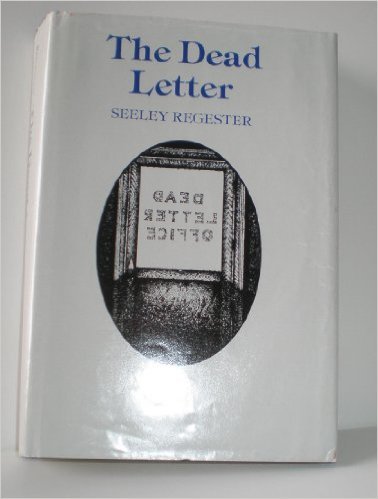 The Dead
Letter
SEELEY REGESTER
DEAD
LETTER
OFFICE